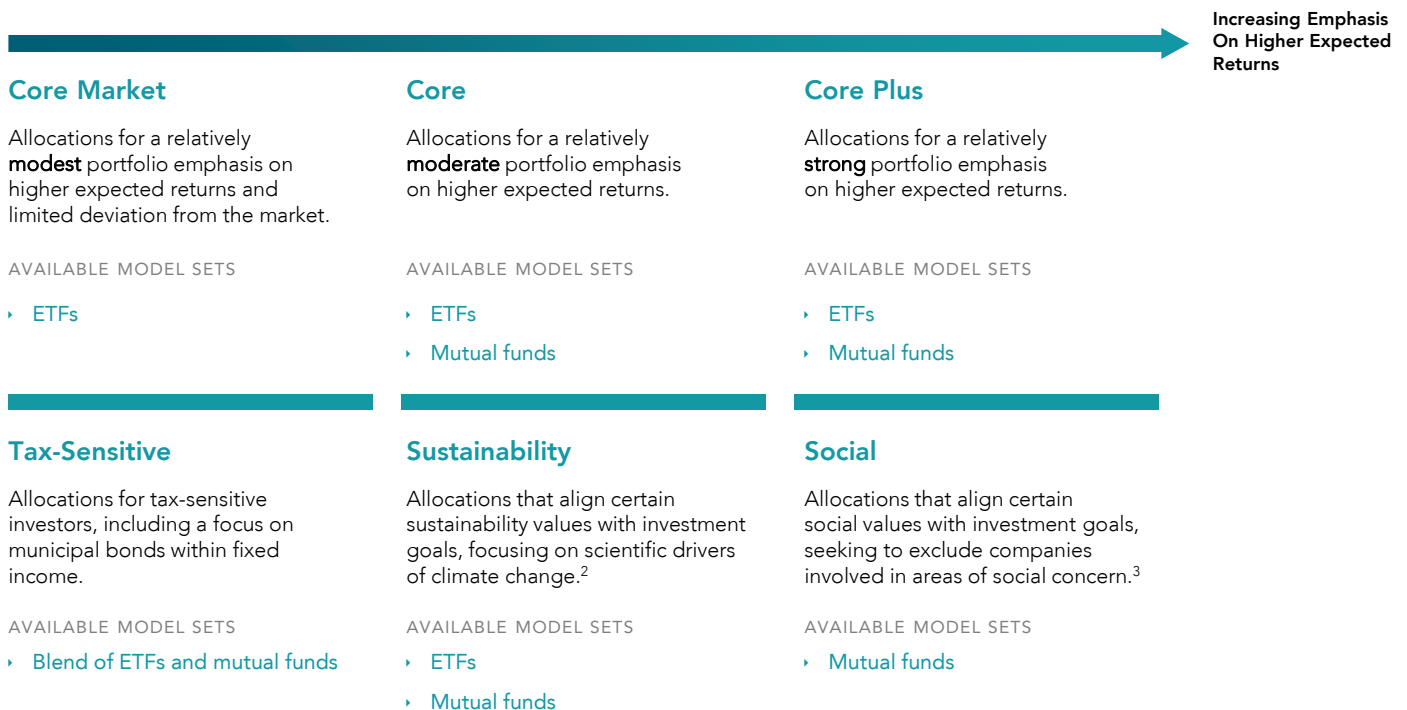 Increasing Emphasis
On Higher Expected
Returns
Core Market
Allocations for a relatively
modest portfolio emphasis on
higher expected returns and
limited deviation from the market.
AVAILABLE MODEL SETS
ETFs
Core
Allocations for a relatively
moderate portfolio emphasis
on higher expected returns.
AVAILABLE MODEL SETS
ETFs
Mutual funds
Core Plus
Allocations for a relatively
strong portfolio emphasis
on higher expected returns.
AVAILABLE MODEL SETS
ETFs
Mutual funds
Tax-Sensitive
Allocations for tax-sensitive
investors, including a focus on
municipal bonds within fixed
income.
AVAILABLE MODEL SETS
Blend of ETFs and mutual funds
Sustainability
Allocations that align certain
sustainability values with investment
goals, focusing on scientific drivers
of climate change.²
AVAILABLE MODEL SETS
ETFs
Mutual funds
Social
Allocations that align certain
social values with investment goals,
seeking to exclude companies
involved in areas of social concern.³
AVAILABLE MODEL SETS
Mutual funds